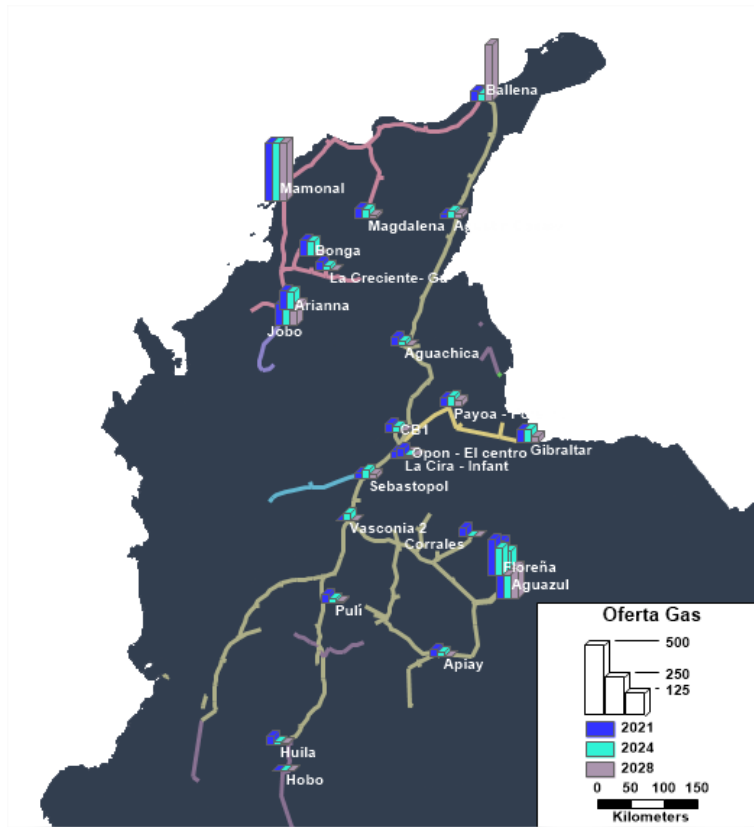 Ballena
Mamonal
Magdalena
Bonga
La Creciente- Gu
Arianna
Jobo
Aguachica
Payoa - P
CB1
Gibraltar
Opon - El centro
La Cira - Infant
Sebastopol
Vasconia 2
Corrales
Floreña
Aguazul
Pulí
Apiay
Huila
Hobo
Oferta Gas
500
250
125
2021
2024
2028
0 50 100 150
Kilometers